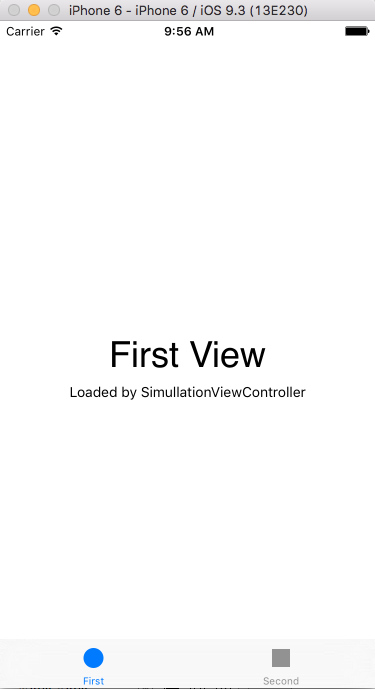 iPhone 6 - iPhone 6 / iOS 9.3 (13E230)
Carrier 9:56 AM
First View
Loaded by SimullationViewController
First Second